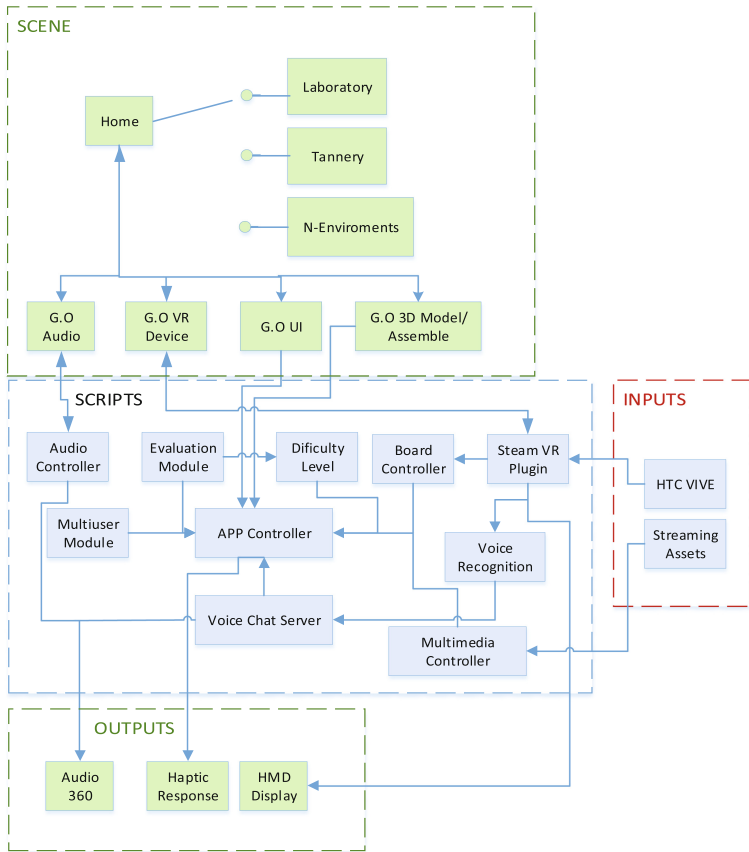 SCENE
Laboratory
Home
Tannery
N-Enviroments
G.O
Audio
G.O VR
Device
G.O UI
G.O 3D Model/
Assemble
SCRIPTS
INPUTS
Audio
Controller
Evaluation
Module
Dificulty
Level
Board
Controller
Steam VR
Plugin
HTC VIVE
Multiuser
Module
APP Controller
Voice
Recognition
Streaming
Assets
Voice Chat Server
Multimedia
Controller
OUTPUTS
Audio
360
Haptic
Response
HMD
Display